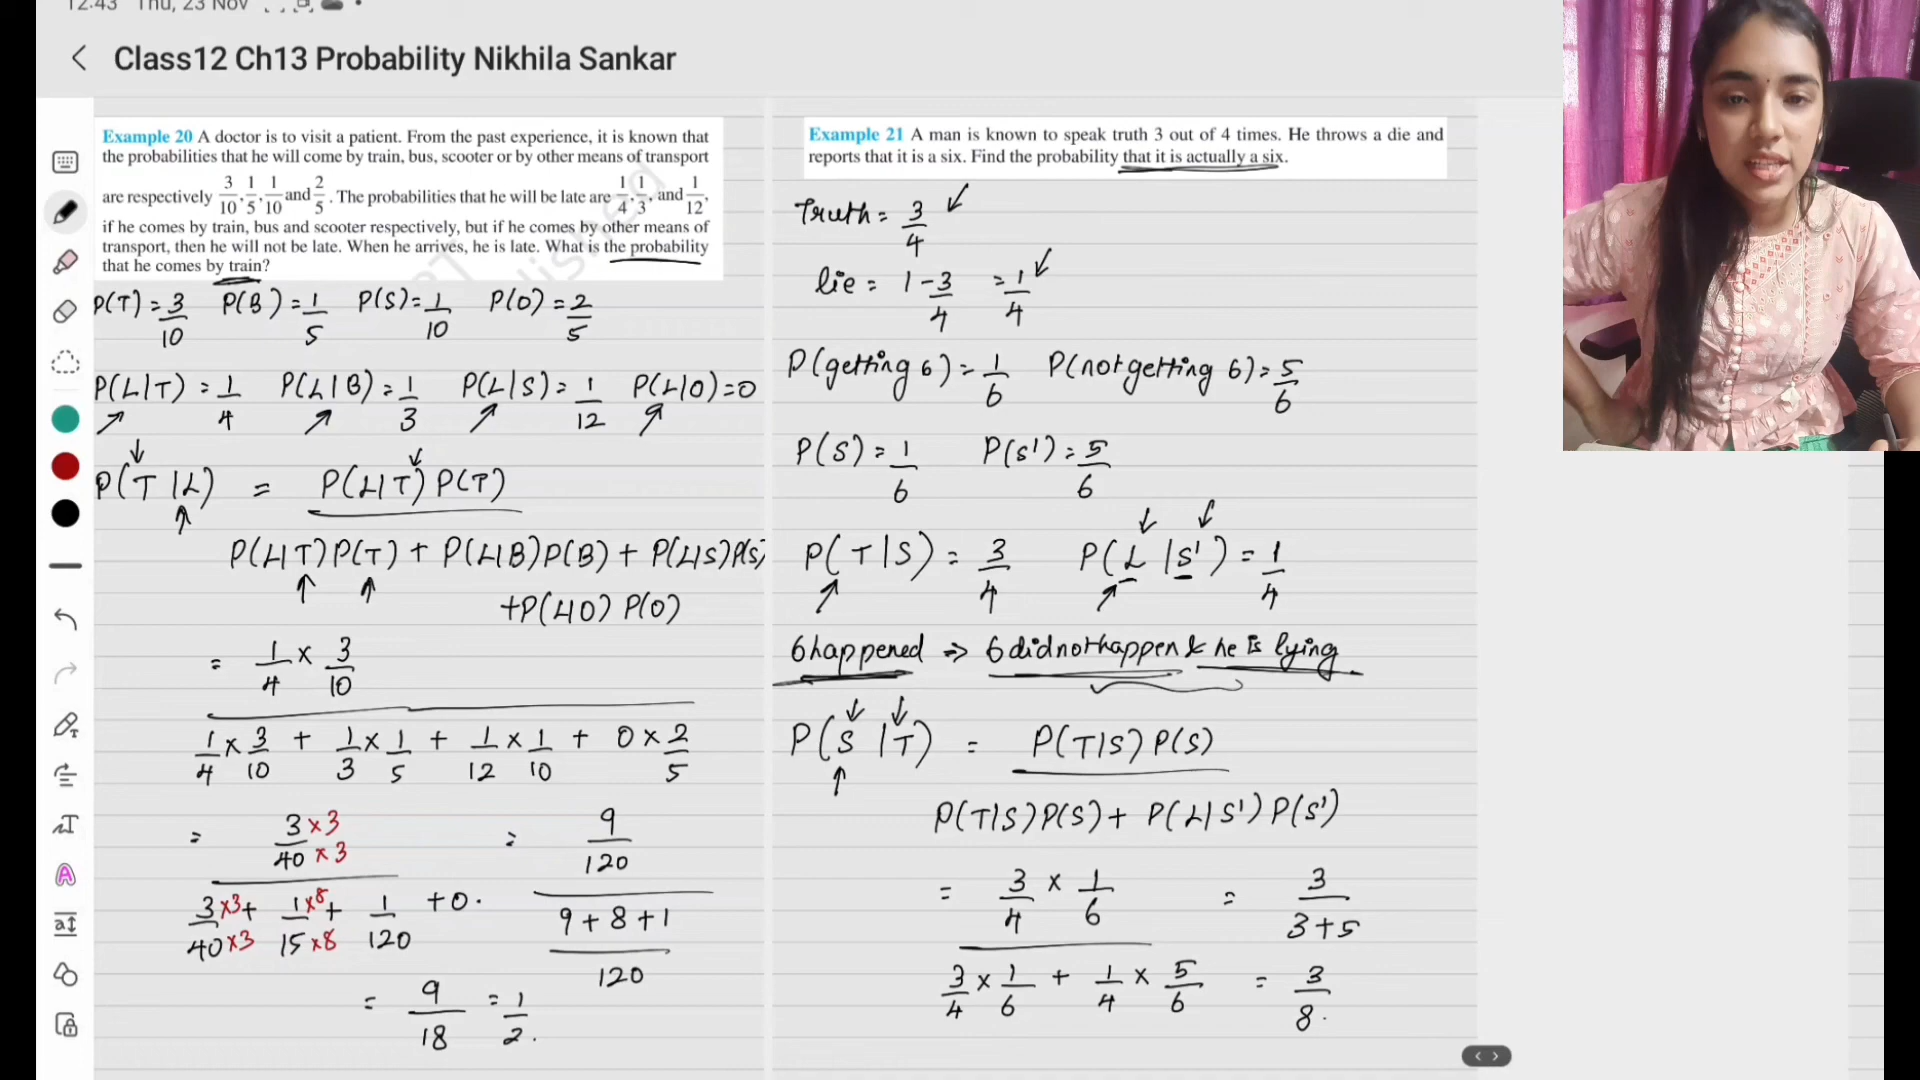 12:43 Thu, 23 Nov
Class12 Ch13 Probability Nikhila Sankar
Example 20 A doctor is to visit a patient. From the past experience, it is known that
the probabilities that he will come by train, bus, scooter or by other means of transport
are respectively 3/10, 1/5, 1/10 and 2/5. The probabilities that he will be late are 1/4, 1/3, and 1/12,
if he comes by train, bus and scooter respectively, but if he comes by other means of
transport, then he will not be late. When he arrives, he is late. What is the probability
that he comes by train?
P(T) = 3/10 P(B) = 1/5 P(S) = 1/10 P(O) = 2/5
P(L|T) = 1/4 P(L|B) = 1/3 P(L|S) = 1/12 P(L|O) = 0
P(T|L) = P(L|T) P(T)
P(L|T) P(T) + P(L|B) P(B) + P(L|S) P(S)
+ P(L|O) P(O)
= 1/4 × 3/10
1/4 × 3/10 + 1/3 × 1/5 + 1/12 × 1/10 + 0 × 2/5
= 3 × 3 / 40 × 3 = 9/120
3 × 3 / 40 × 3 + 1 × 8 / 15 × 8 + 1/120 + 0. 9 + 8 + 1 / 120
= 9/18 = 1/2.
Example 21 A man is known to speak truth 3 out of 4 times. He throws a die and
reports that it is a six. Find the probability that it is actually a six.
Truth = 3/4
lie = 1 - 3/4 = 1/4
P(getting 6) = 1/6 P(not getting 6) = 5/6
P(S) = 1/6 P(S') = 5/6
P(T|S) = 3/4 P(L|S') = 1/4
6 happened ⇒ 6 did not happen & he is lying
P(S|T) = P(T|S) P(S)
P(T|S) P(S) + P(L|S') P(S')
= 3/4 × 1/6 = 3 / 3+5
3/4 × 1/6 + 1/4 × 5/6 = 3/8.